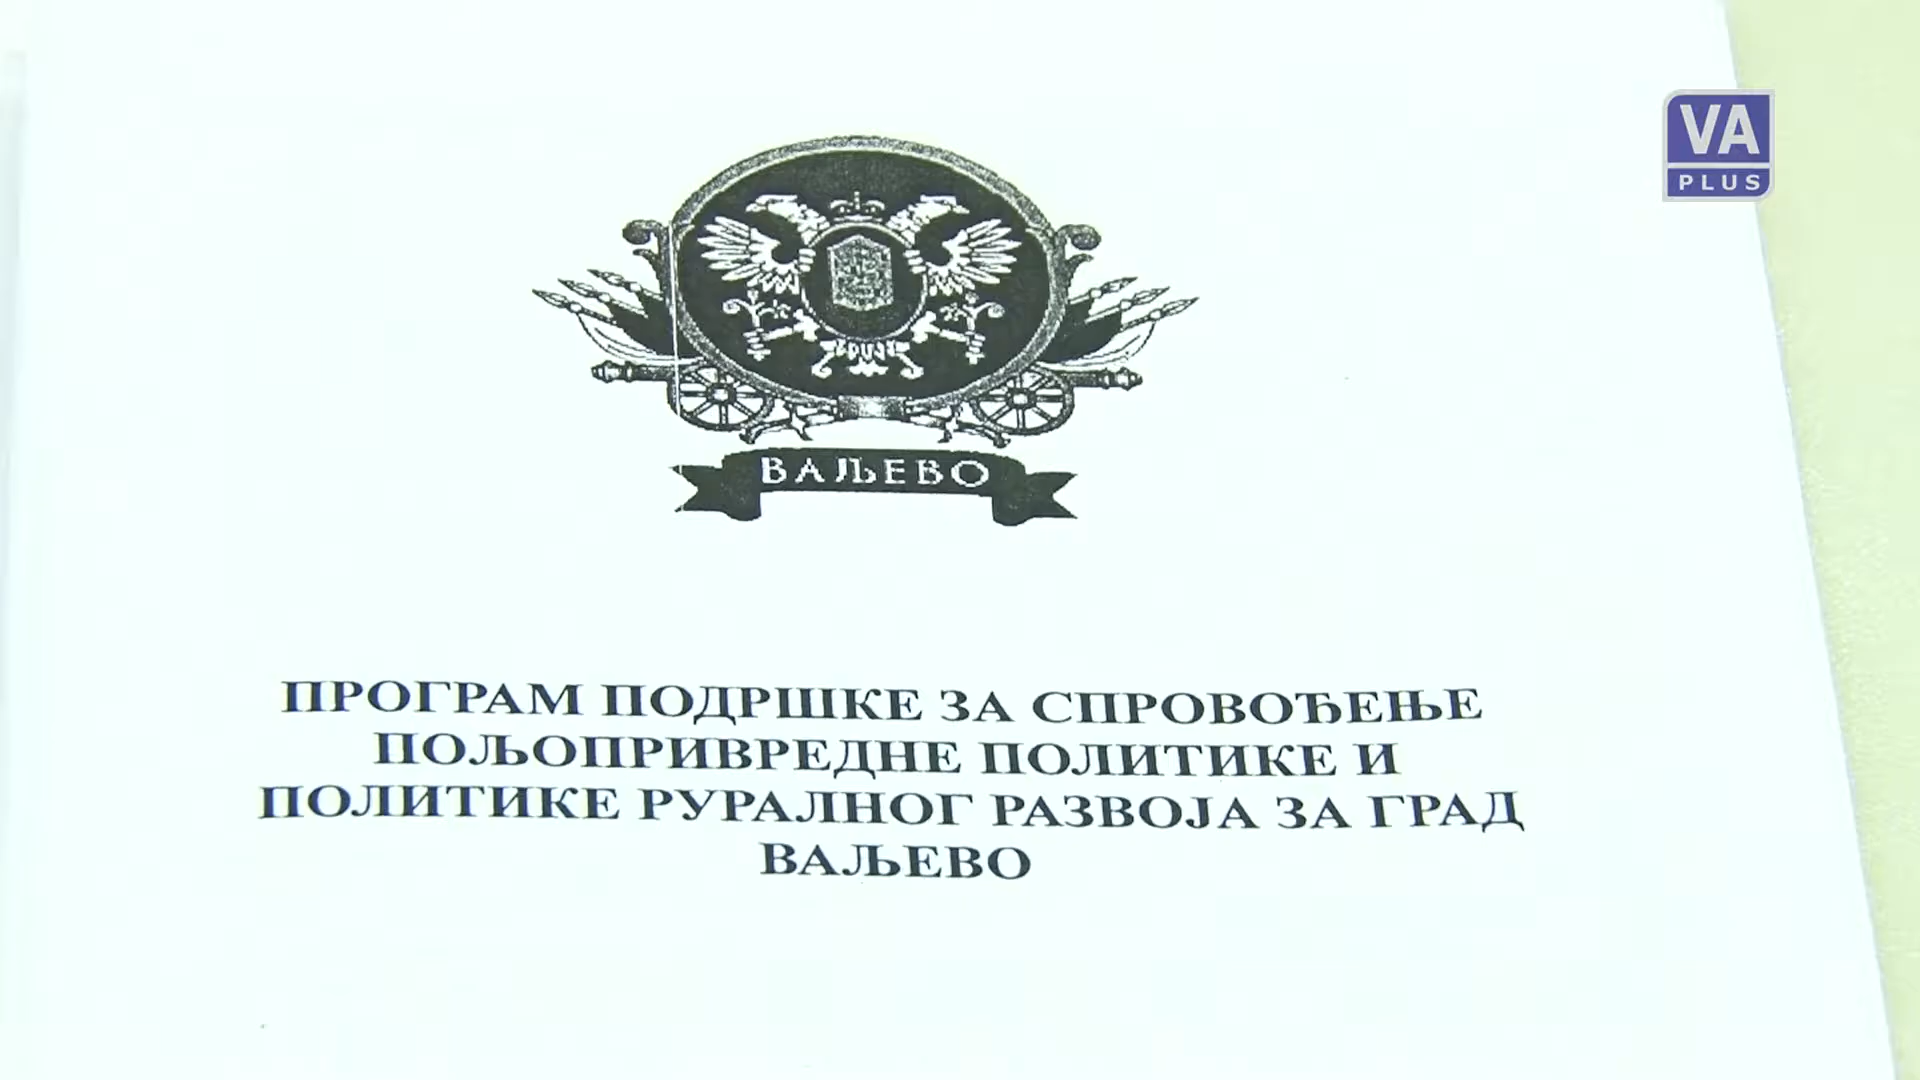 VA
PLUS
ВАЉЕВО
ПРОГРАМ ПОДРШКЕ ЗА СПРОВОЂЕЊЕ
ПОЉОПРИВРЕДНЕ ПОЛИТИКЕ И
ПОЛИТИКЕ РУРАЛНОГ РАЗВОЈА ЗА ГРАД
ВАЉЕВО